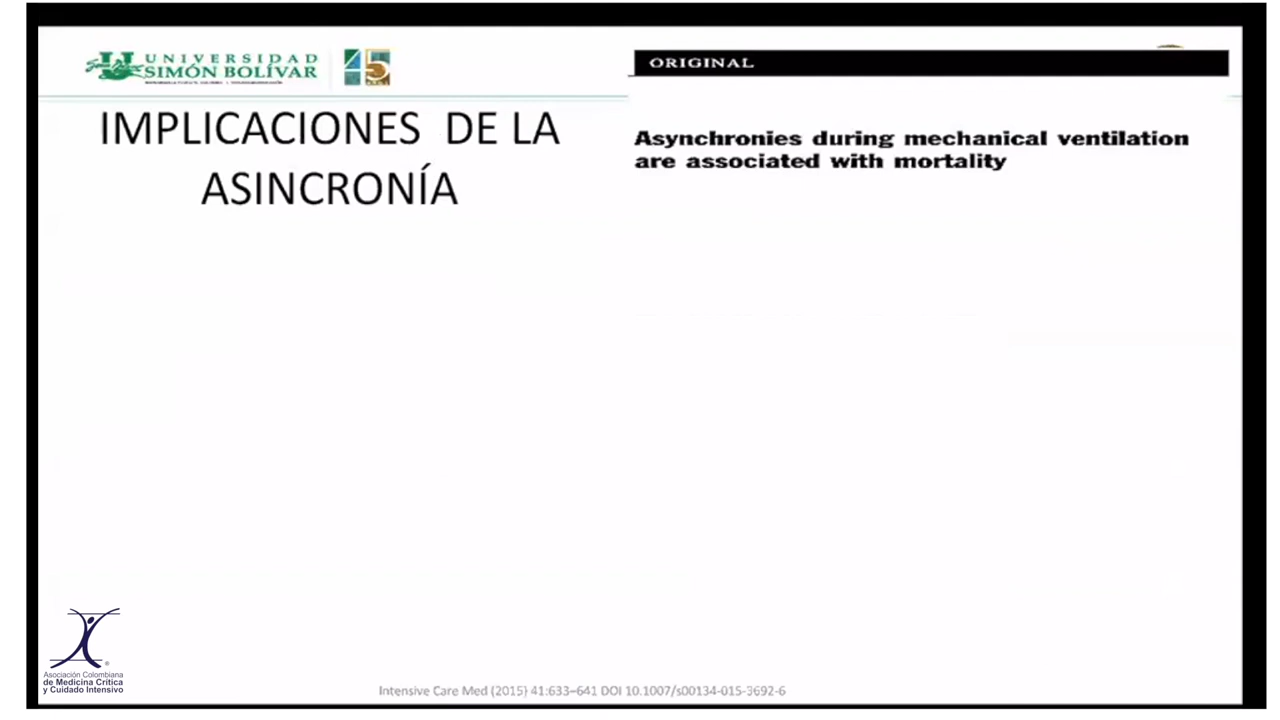 UNIVERSIDAD
SIMÓN BOLÍVAR
45
IMPLICACIONES DE LA
ASINCRONÍA
ORIGINAL
Asynchronies during mechanical ventilation
are associated with mortality
Asociación Colombiana
de Medicina Crítica
y Cuidado Intensivo
Intensive Care Med (2015) 41:633–641 DOI 10.1007/s00134-015-3692-6